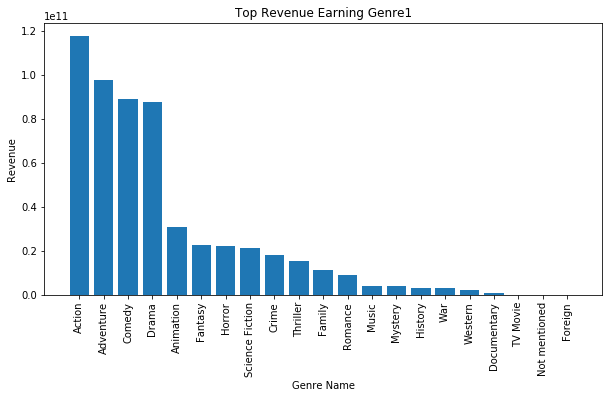 Top Revenue Earning Genre1
1e11
1.2
1.0
0.8
0.6
0.4
0.2
0.0
Revenue
Action
Adventure
Comedy
Drama
Animation
Fantasy
Horror
Science Fiction
Crime
Thriller
Family
Romance
Music
Mystery
History
War
Western
Documentary
TV Movie
Not mentioned
Foreign
Genre Name